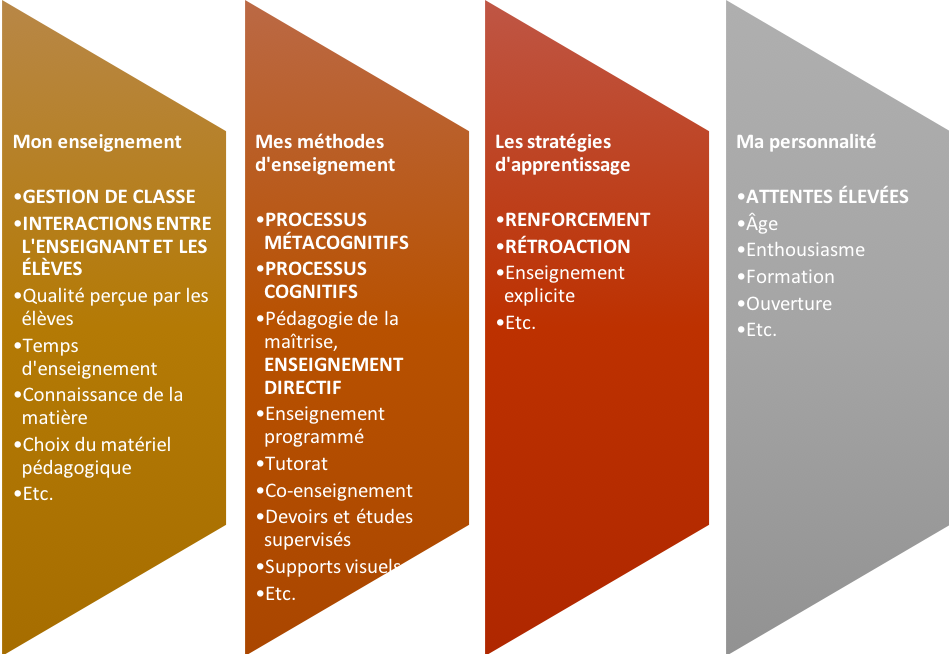 Mon enseignement
•GESTION DE CLASSE
•INTERACTIONS ENTRE
L'ENSEIGNANT ET LES
ÉLÈVES
•Qualité perçue par les
élèves
•Temps
d'enseignement
•Connaissance de la
matière
•Choix du matériel
pédagogique
•Etc.
Mes méthodes
d'enseignement
•PROCESSUS
MÉTACOGNITIFS
•PROCESSUS
COGNITIFS
•Pédagogie de la
maîtrise,
ENSEIGNEMENT
DIRECTIF
•Enseignement
programmé
•Tutorat
•Co-enseignement
•Devoirs et études
supervisés
•Supports visuels
•Etc.
Les stratégies
d'apprentissage
•RENFORCEMENT
•RÉTROACTION
•Enseignement
explicite
•Etc.
Ma personnalité
•ATTENTES ÉLEVÉES
•Âge
•Enthousiasme
•Formation
•Ouverture
•Etc.